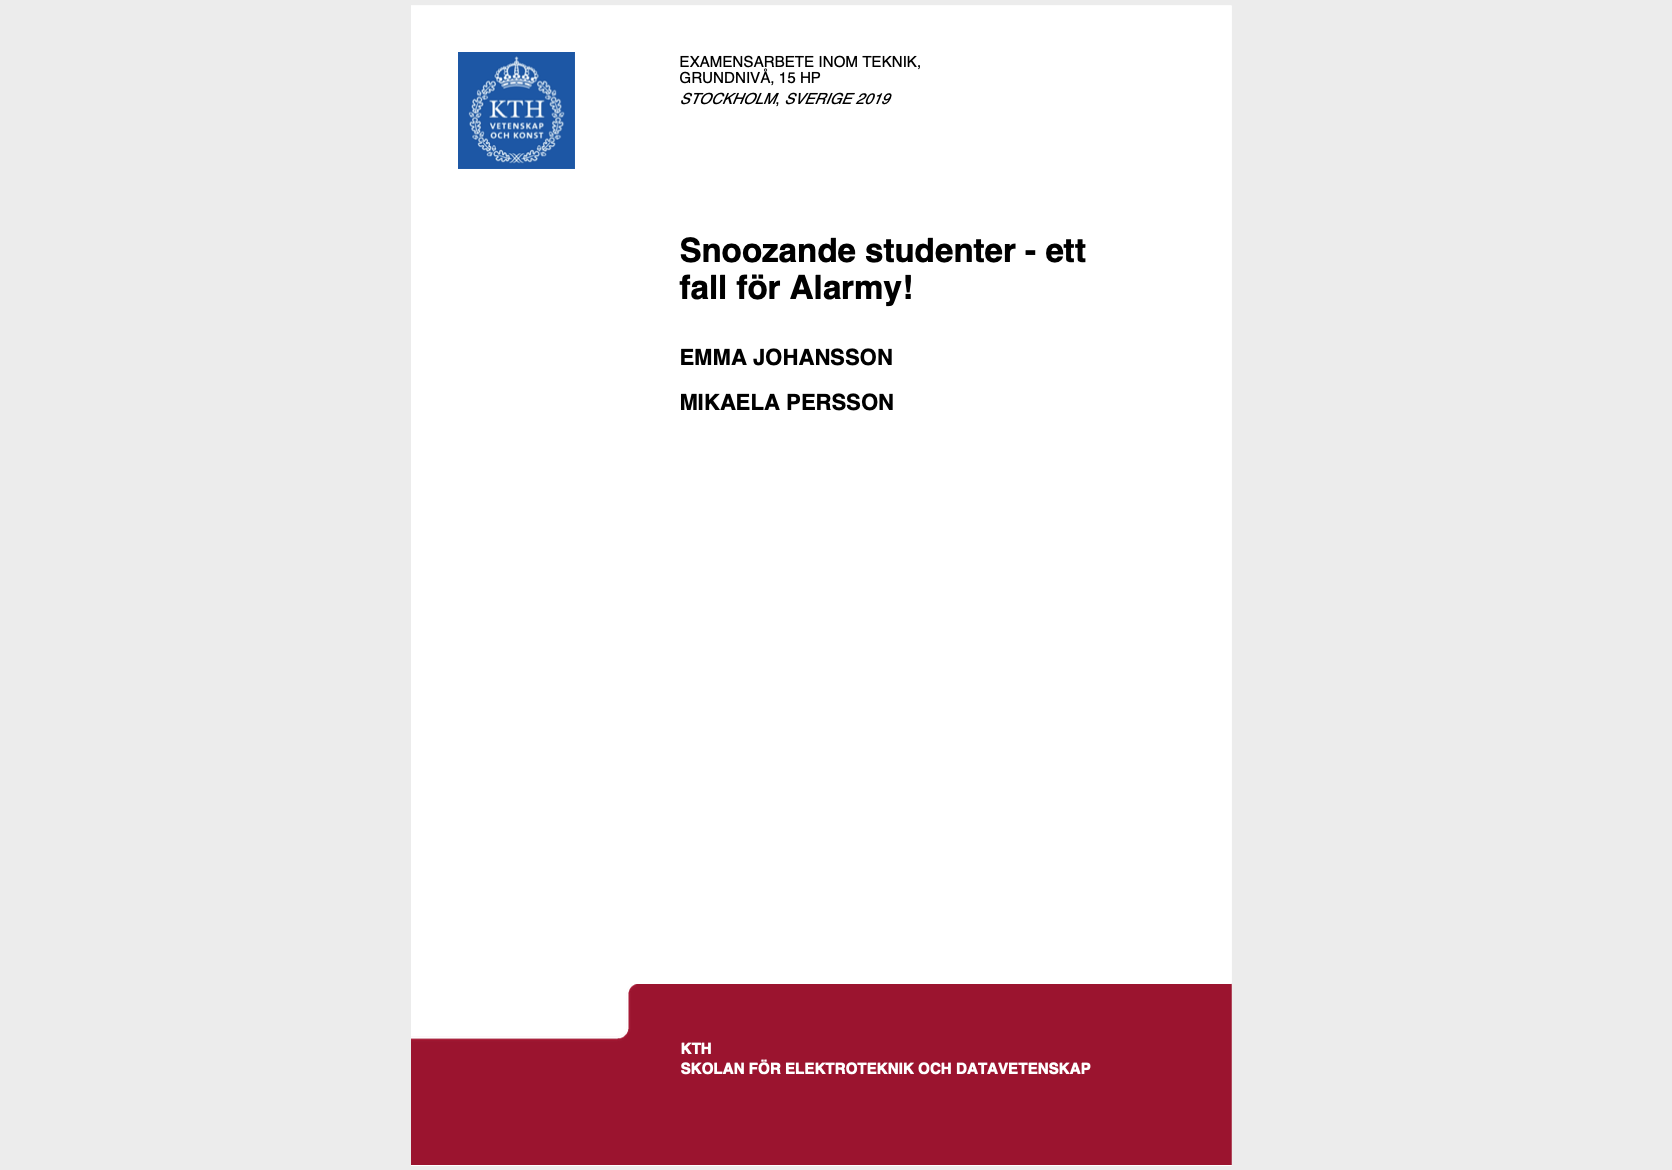 KTH
VETENSKAP
OCH KONST
EXAMENSARBETE INOM TEKNIK,
GRUNDNIVÅ, 15 HP
STOCKHOLM, SVERIGE 2019
Snoozande studenter - ett
fall för Alarmy!
EMMA JOHANSSON
MIKAELA PERSSON
KTH
SKOLAN FÖR ELEKTROTEKNIK OCH DATAVETENSKAP